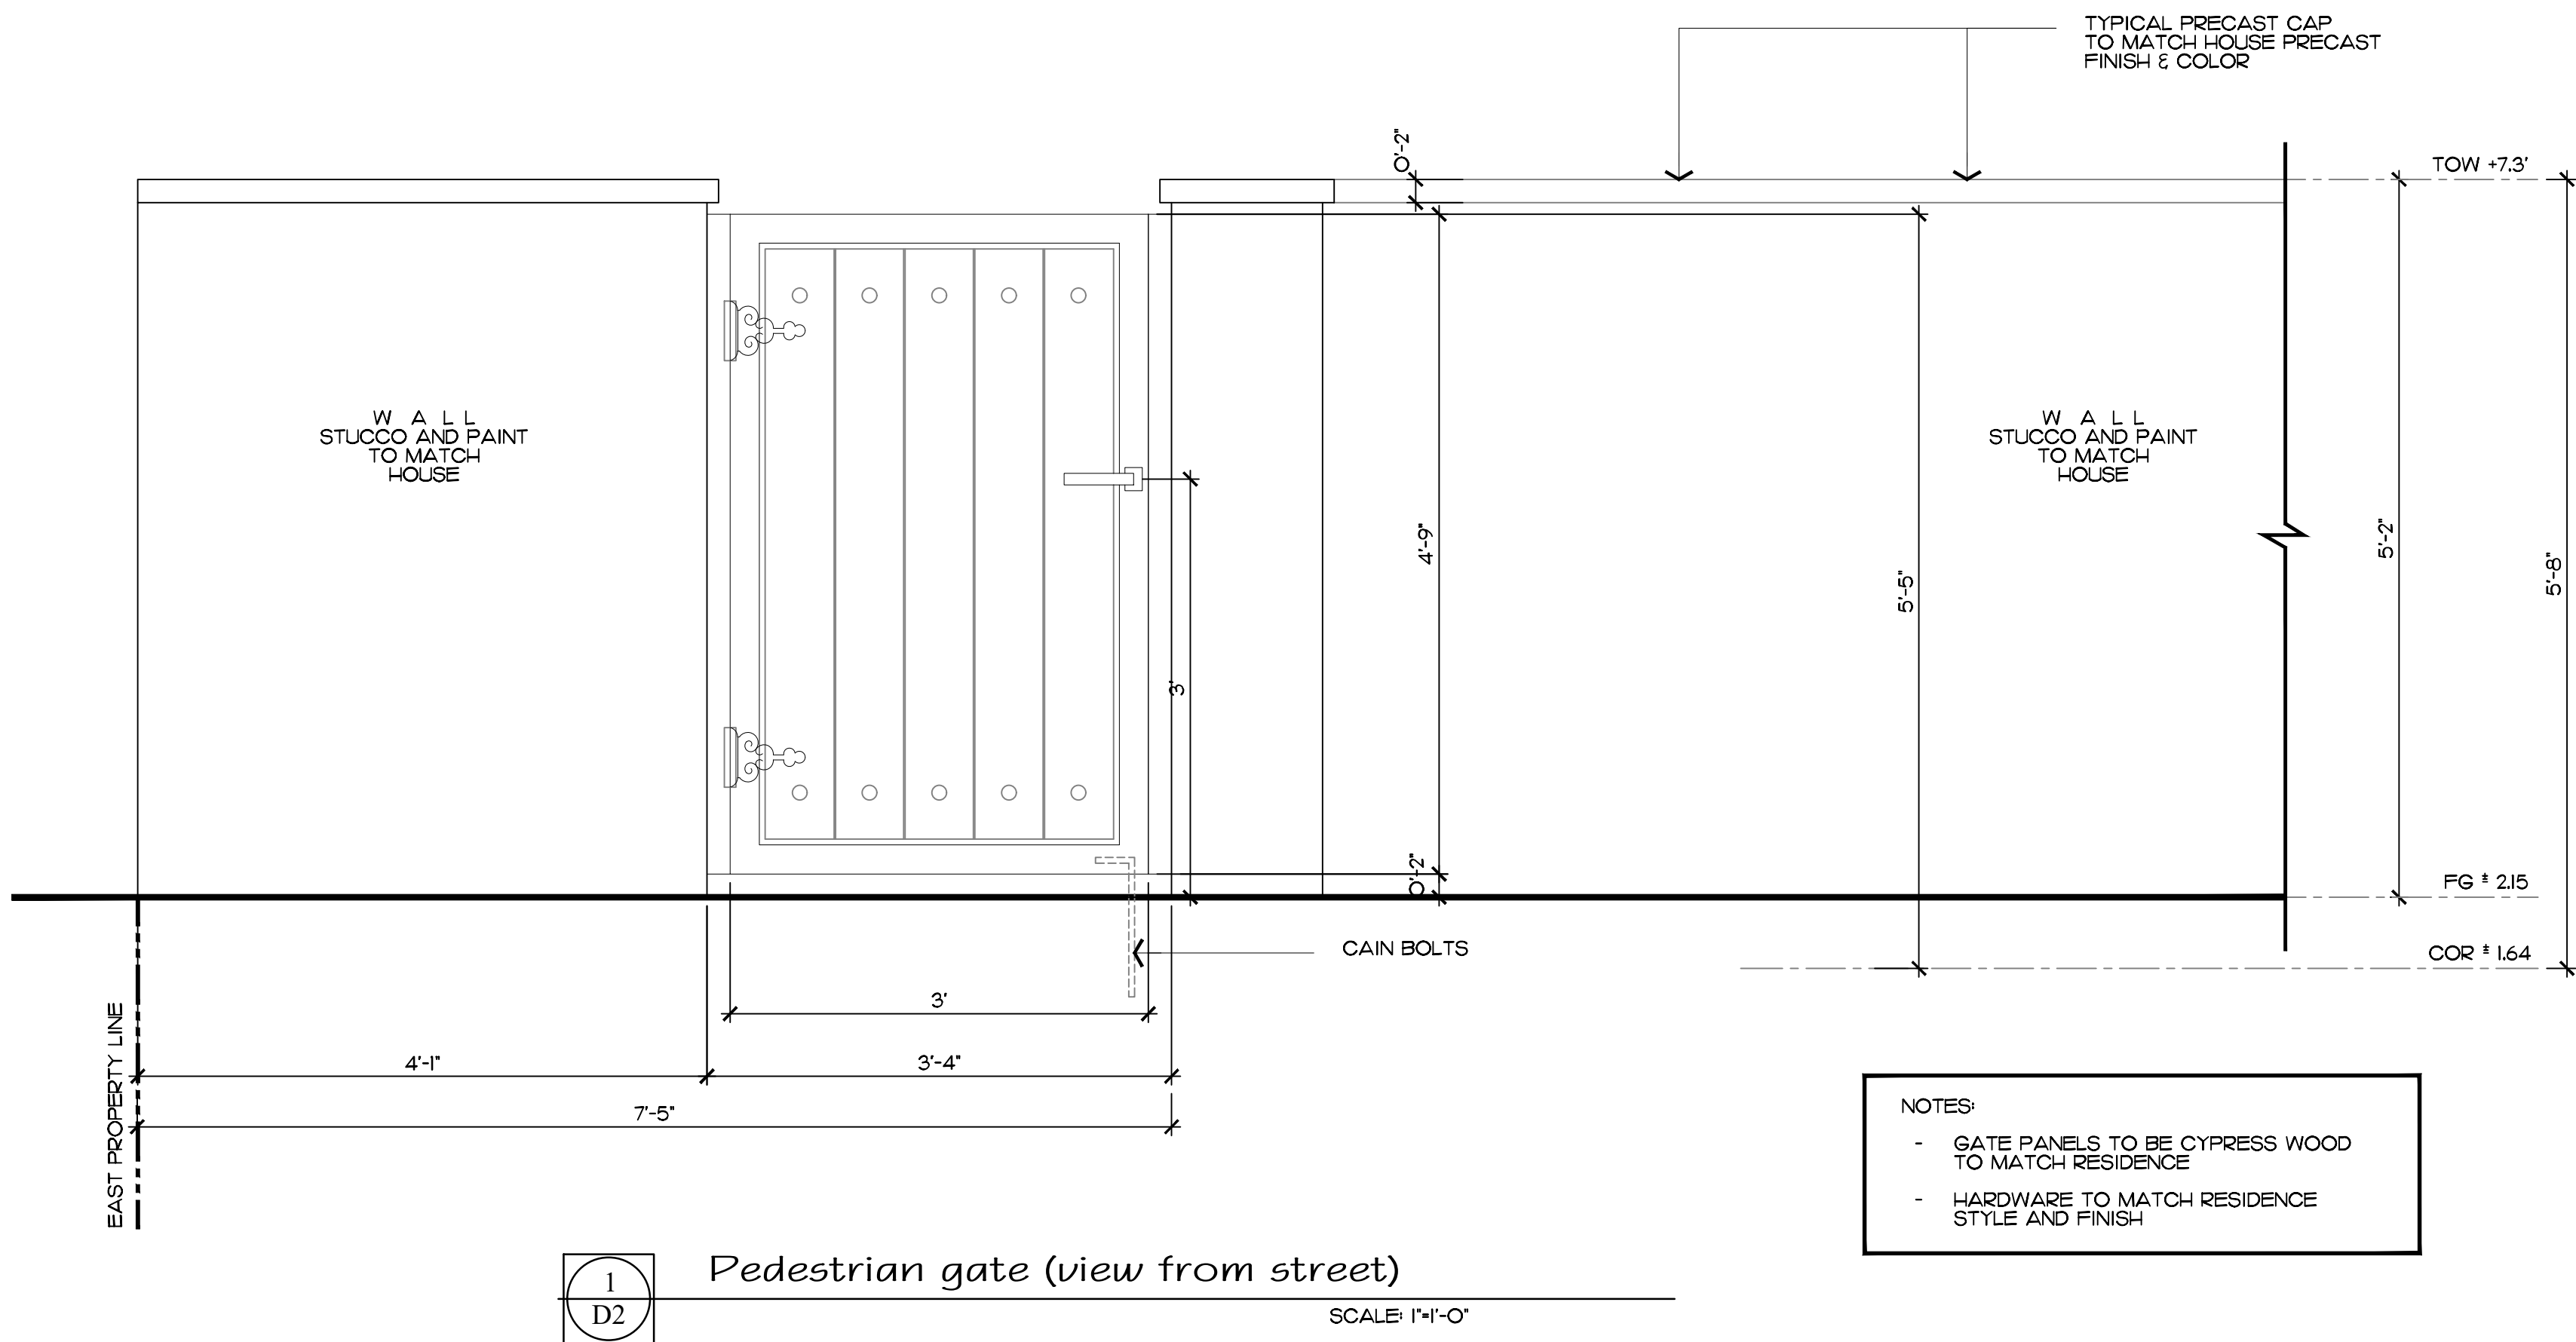 TYPICAL PRECAST CAP
TO MATCH HOUSE PRECAST
FINISH & COLOR
0'-2"
TOW +7.3'
W A L L
STUCCO AND PAINT
TO MATCH
HOUSE
W A L L
STUCCO AND PAINT
TO MATCH
HOUSE
3'
4'-9"
5'-5"
5'-2"
5'-8"
0'-2"
FG ± 2.15
COR ± 1.64
CAIN BOLTS
3'
4'-1"
3'-4"
7'-5"
EAST PROPERTY LINE
NOTES:
- GATE PANELS TO BE CYPRESS WOOD
TO MATCH RESIDENCE
- HARDWARE TO MATCH RESIDENCE
STYLE AND FINISH
1
D2
Pedestrian gate (view from street)
SCALE: 1"=1'-0"